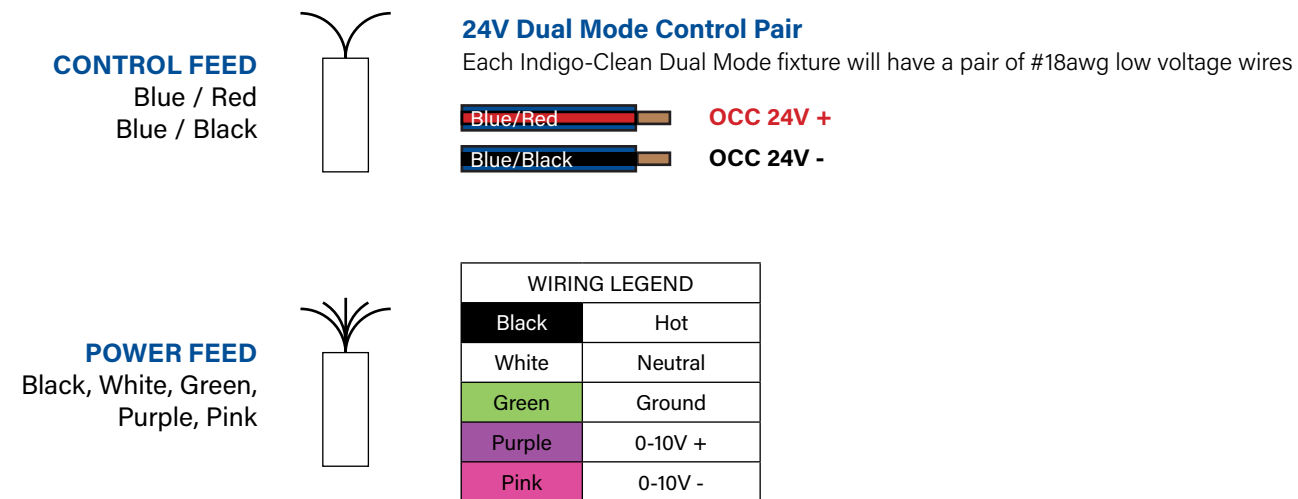 CONTROL FEED
Blue / Red
Blue / Black
24V Dual Mode Control Pair
Each Indigo-Clean Dual Mode fixture will have a pair of #18awg low voltage wires
Blue/Red OCC 24V +
Blue/Black OCC 24V -
POWER FEED
Black, White, Green,
Purple, Pink
WIRING LEGEND
Black Hot
White Neutral
Green Ground
Purple 0-10V +
Pink 0-10V -